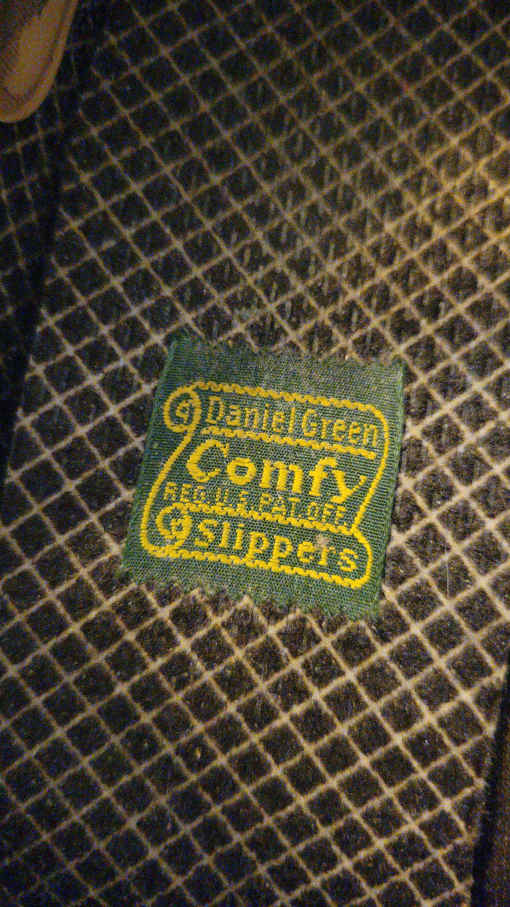 Daniel Green
Comfy
REG. U.S. PAT. OFF.
Slippers